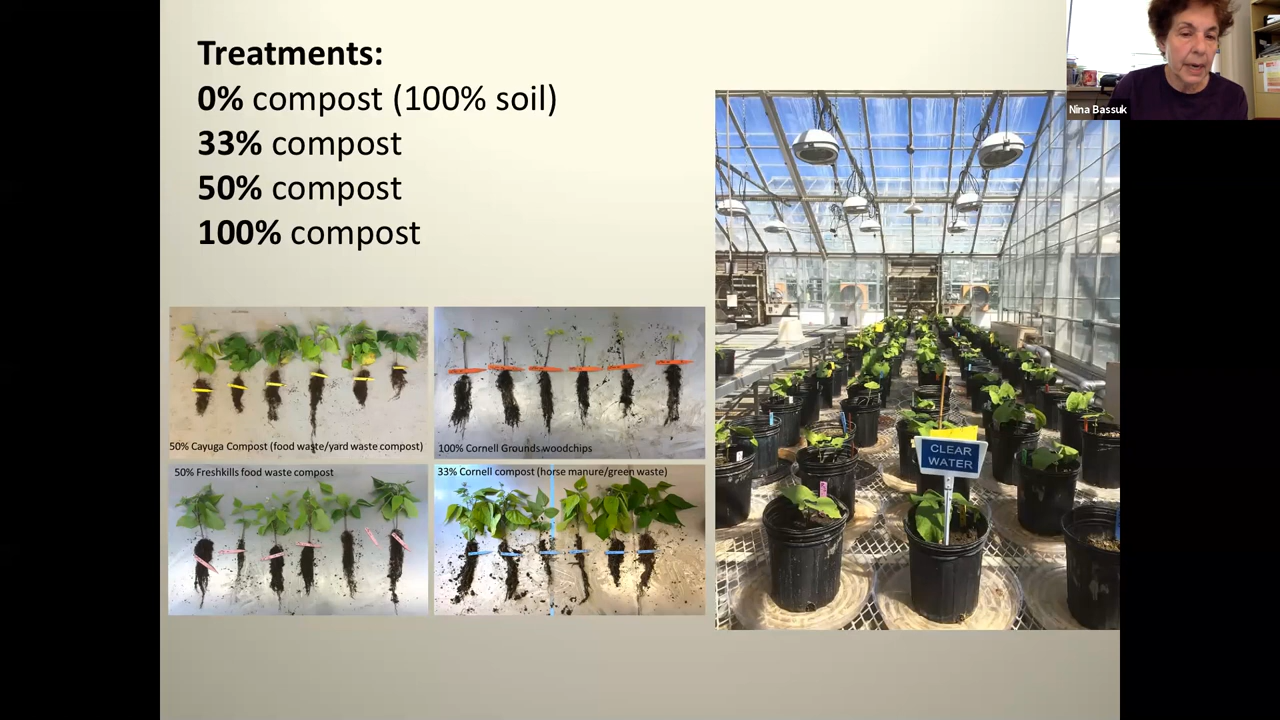 Treatments:
0% compost (100% soil)
33% compost
50% compost
100% compost
Nina Bassuk
50% Cayuga Compost (food waste/yard waste compost)
100% Cornell Grounds woodchips
50% Freshkills food waste compost
33% Cornell compost (horse manure/green waste)
CLEAR
WATER